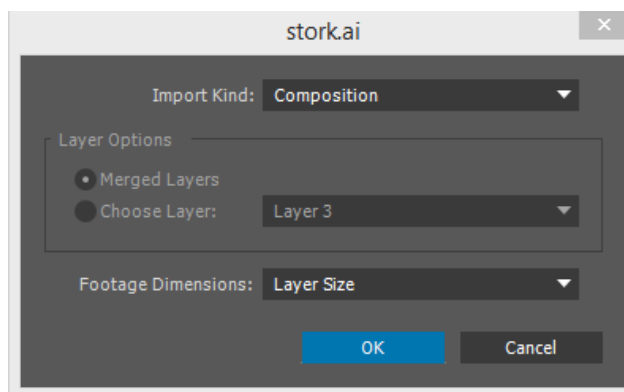 stork.ai
Import Kind: Composition
Layer Options
Merged Layers
Choose Layer: Layer 3
Footage Dimensions: Layer Size
OK Cancel